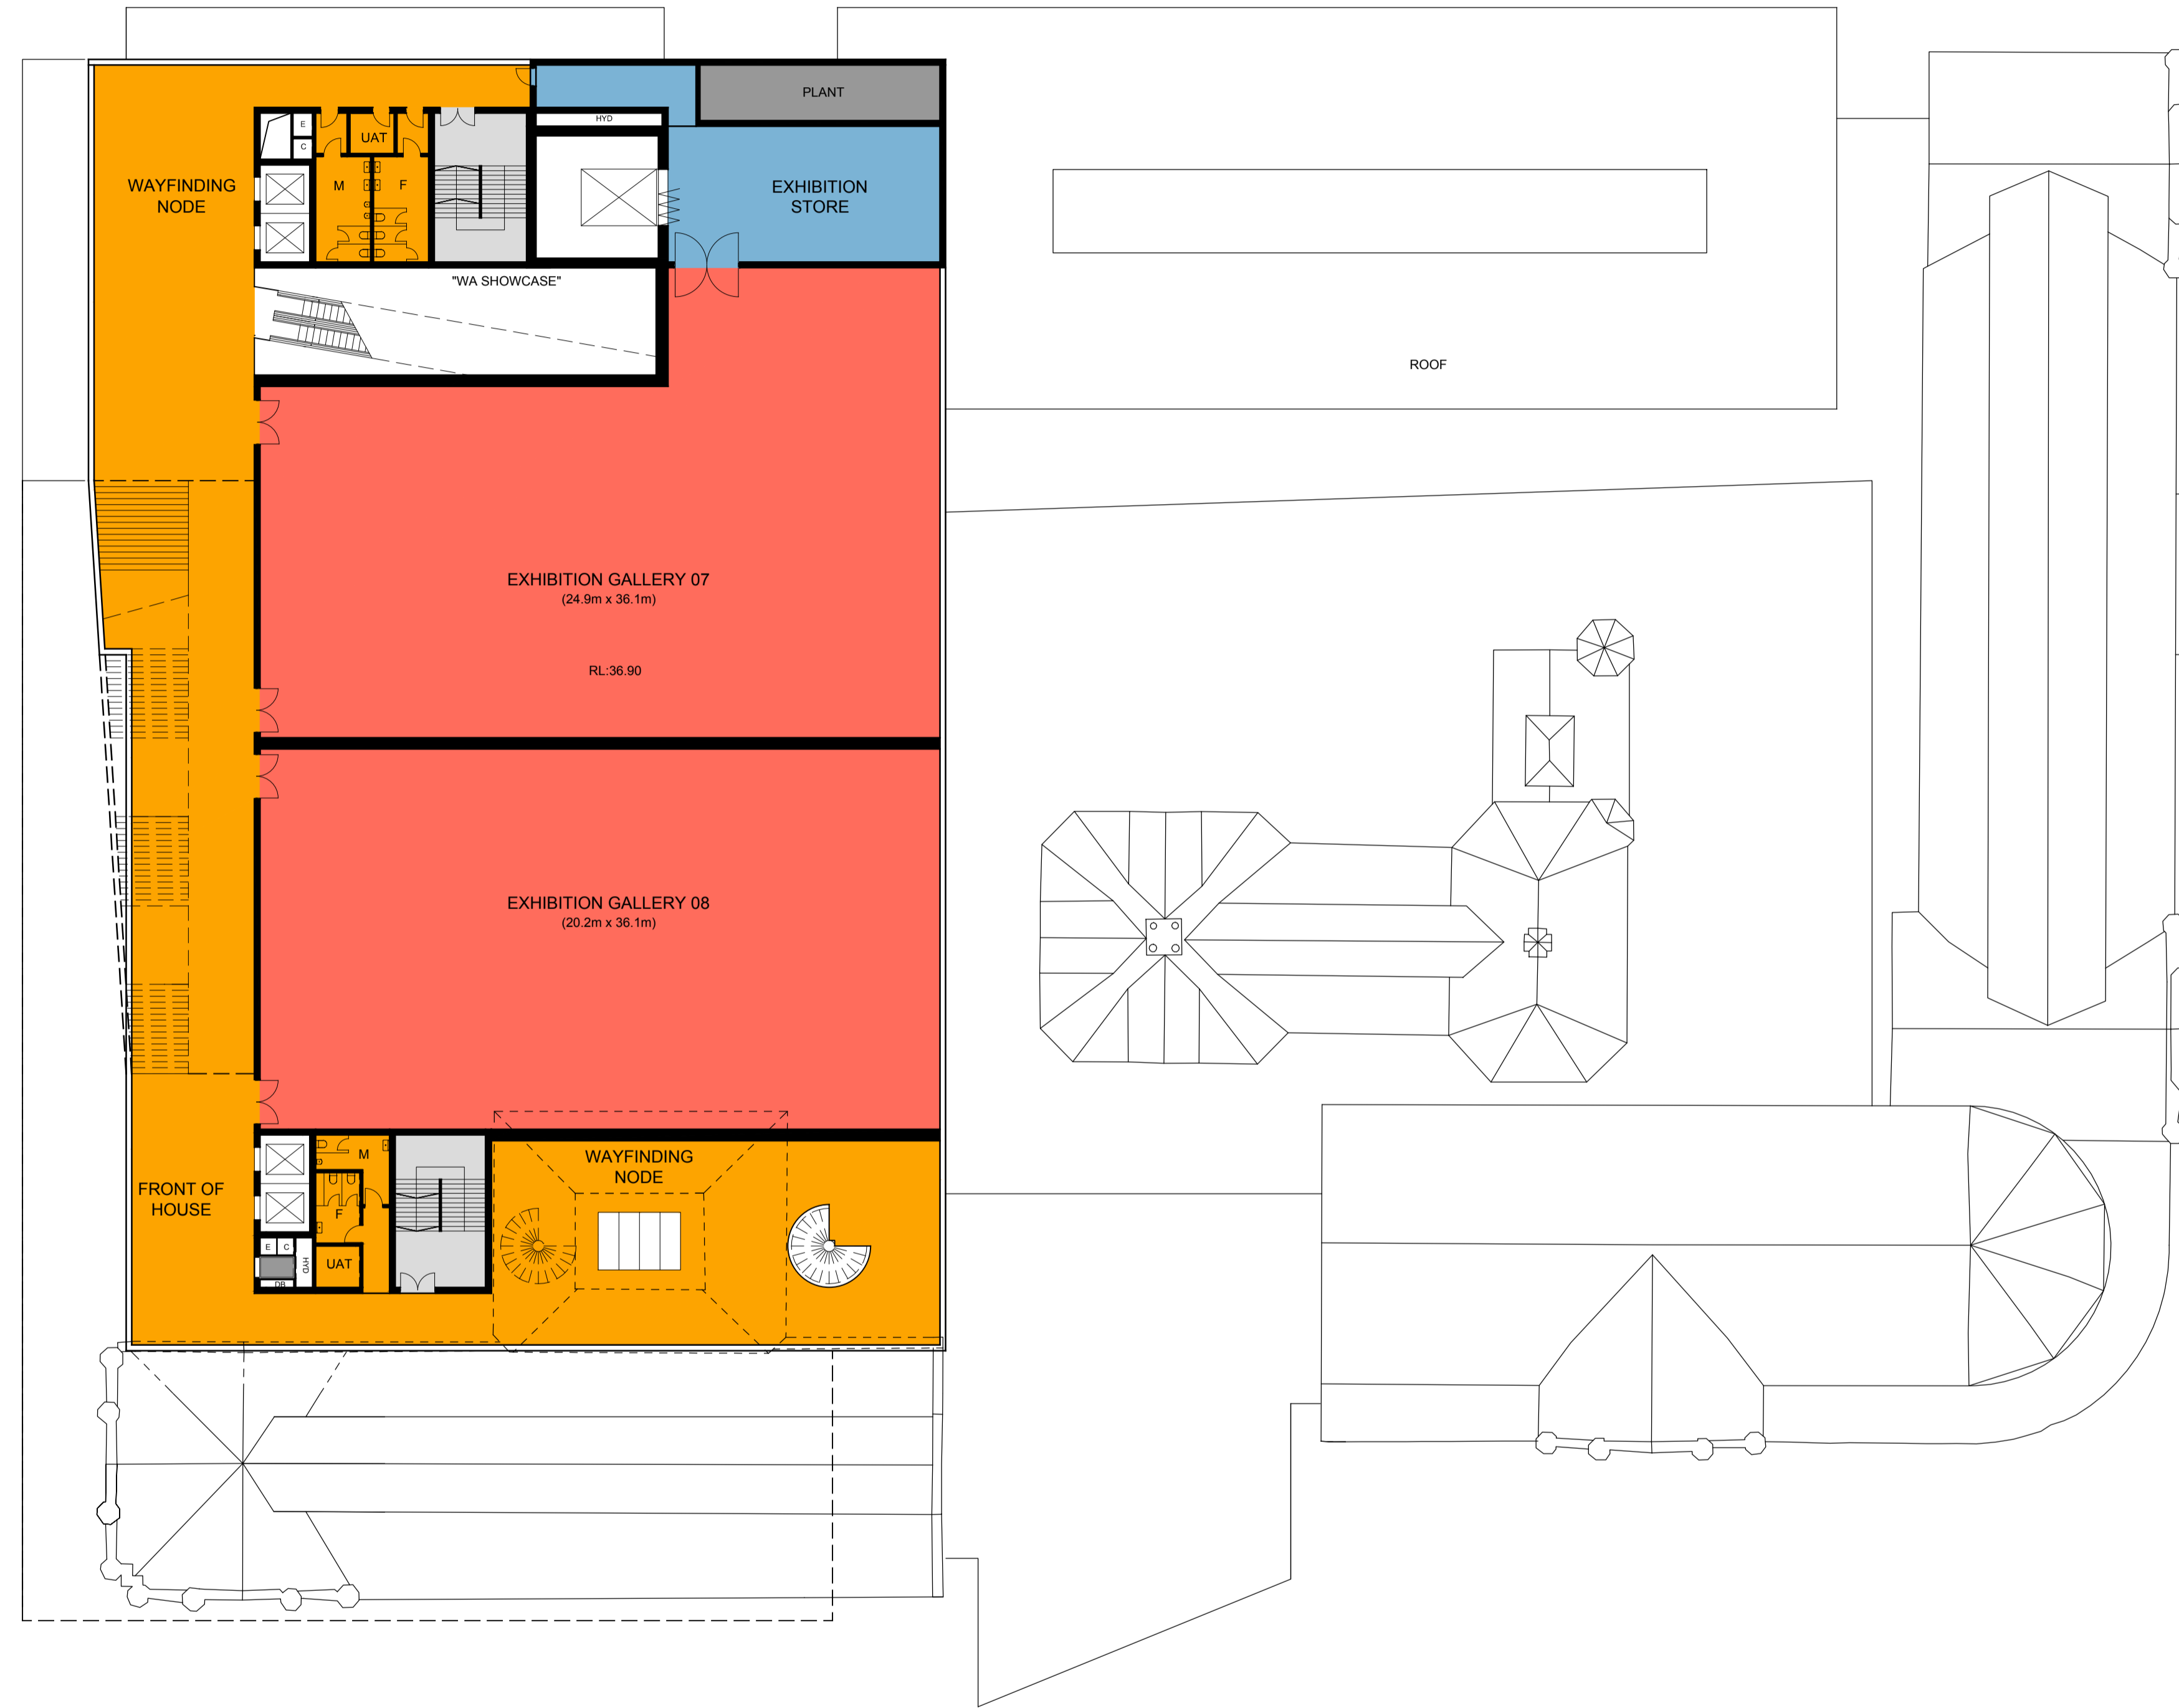 PLANT
HYD
E
C
UAT
M
F
WAYFINDING
NODE
EXHIBITION
STORE
"WA SHOWCASE"
ROOF
EXHIBITION GALLERY 07
(24.9m x 36.1m)
RL:36.90
EXHIBITION GALLERY 08
(20.2m x 36.1m)
WAYFINDING
NODE
M
FRONT OF
HOUSE
F
E
C
HYD
UAT
DB